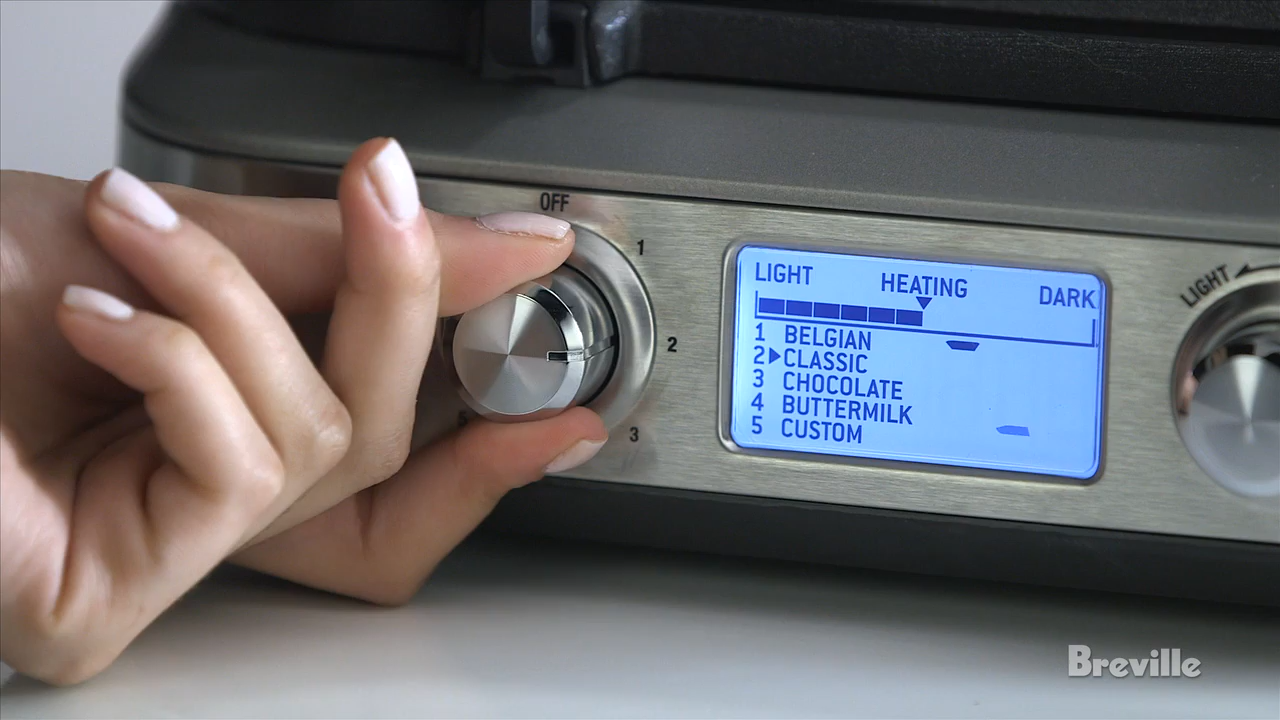 OFF
1
2
3
5
LIGHT HEATING DARK
1 BELGIAN
2 CLASSIC
3 CHOCOLATE
4 BUTTERMILK
5 CUSTOM
LIGHT
Breville